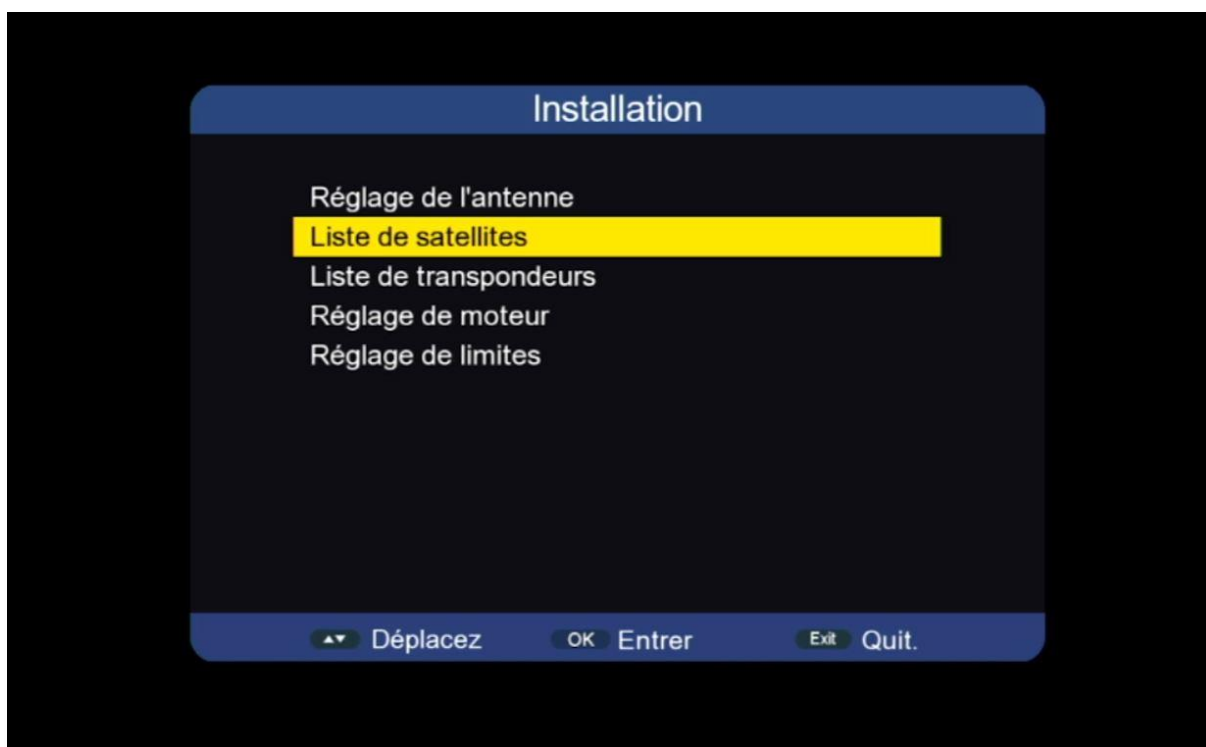 Installation
Réglage de l'antenne
Liste de satellites
Liste de transpondeurs
Réglage de moteur
Réglage de limites
▲▼ Déplacez OK Entrer Exit Quit.